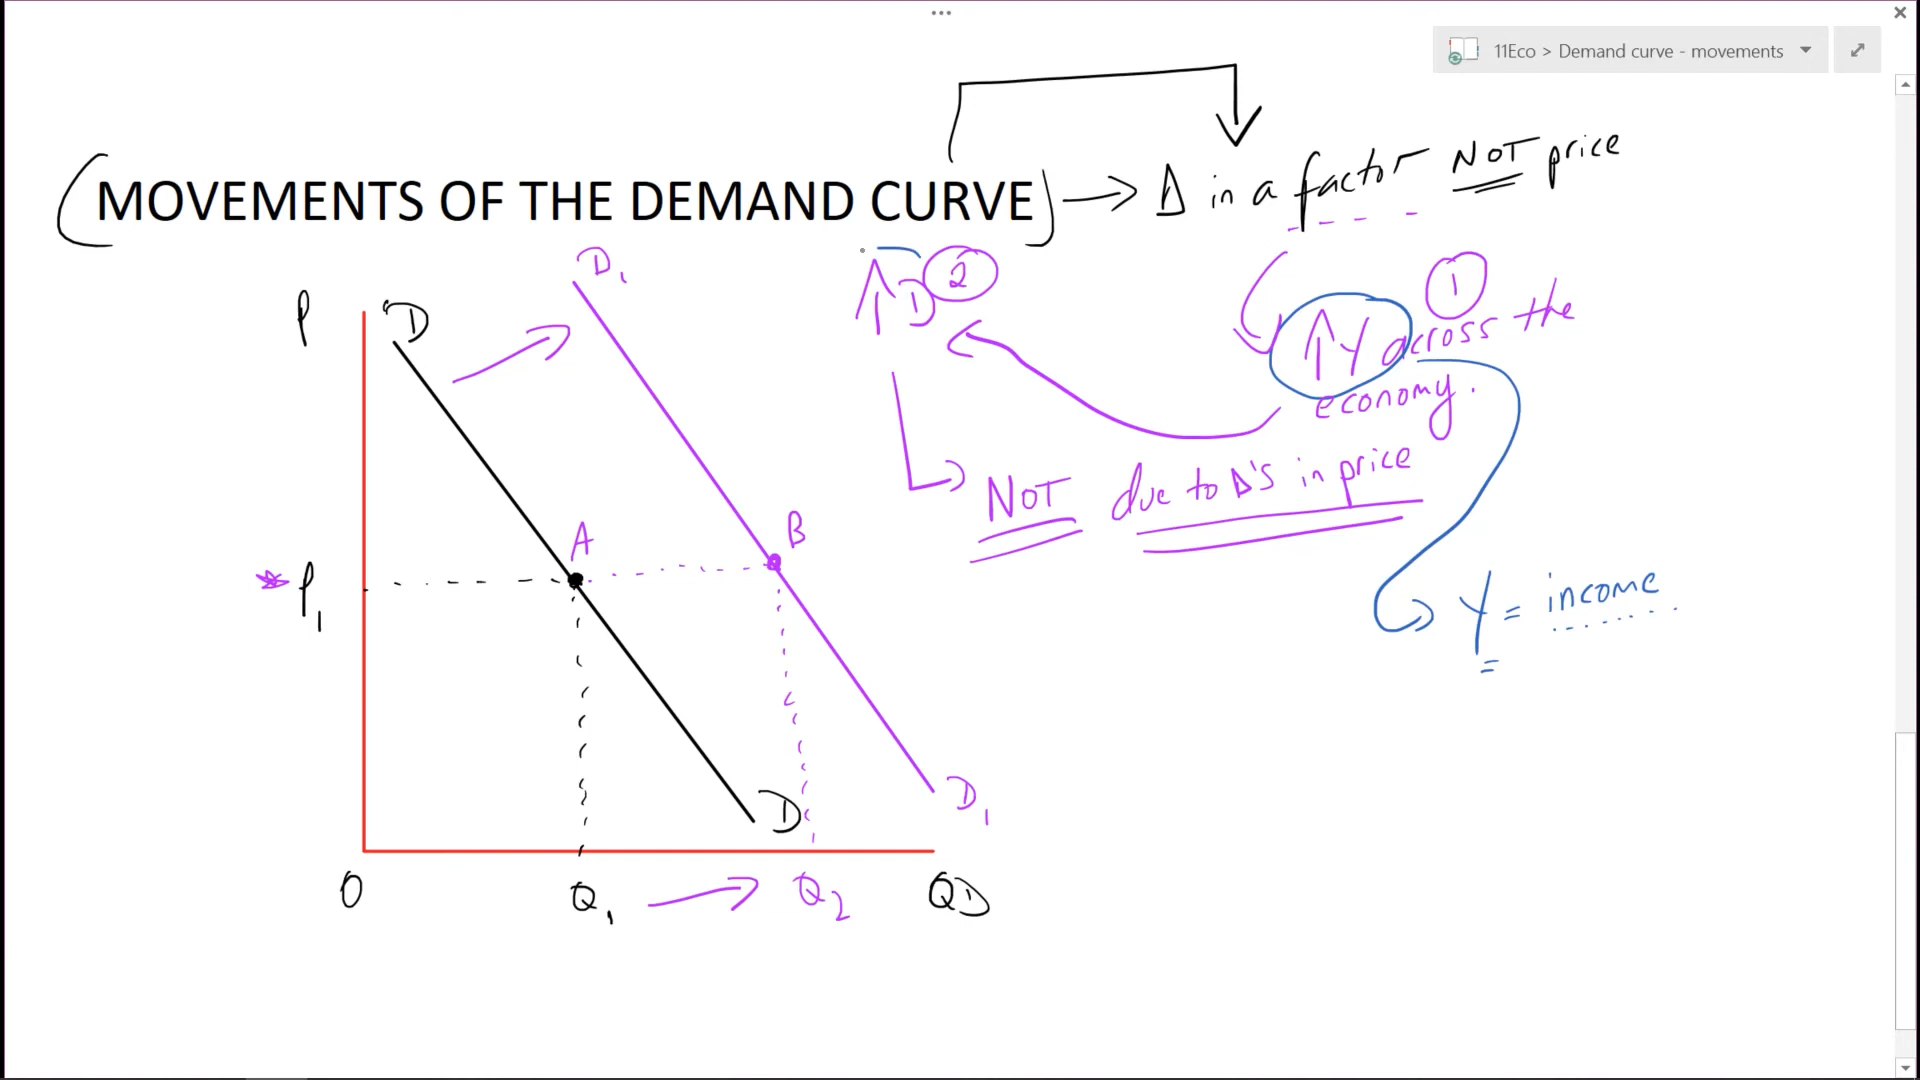 11Eco > Demand curve - movements
MOVEMENTS OF THE DEMAND CURVE → Δ in a factor NOT price
D₁
↑D ②
①
↑Y across the
economy.
P
D
NOT due to Δ'S in price
A
B
P₁
Y = income
D
D₁
O
Q₁ → Q₂
QD